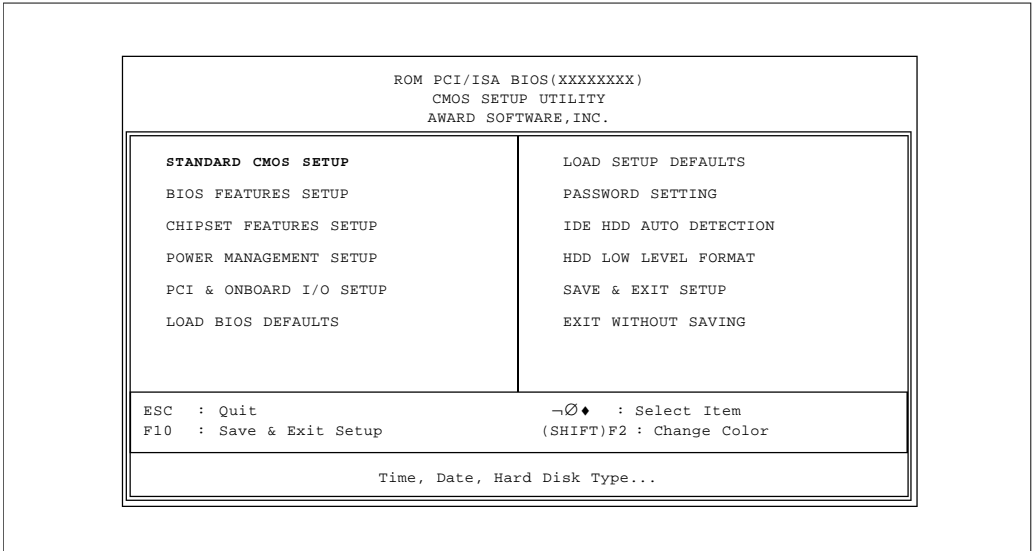 ROM PCI/ISA BIOS(XXXXXXXX)
CMOS SETUP UTILITY
AWARD SOFTWARE,INC.
STANDARD CMOS SETUP
BIOS FEATURES SETUP
CHIPSET FEATURES SETUP
POWER MANAGEMENT SETUP
PCI & ONBOARD I/O SETUP
LOAD BIOS DEFAULTS
LOAD SETUP DEFAULTS
PASSWORD SETTING
IDE HDD AUTO DETECTION
HDD LOW LEVEL FORMAT
SAVE & EXIT SETUP
EXIT WITHOUT SAVING
ESC : Quit
F10 : Save & Exit Setup
¬∅♦ : Select Item
(SHIFT)F2 : Change Color
Time, Date, Hard Disk Type...